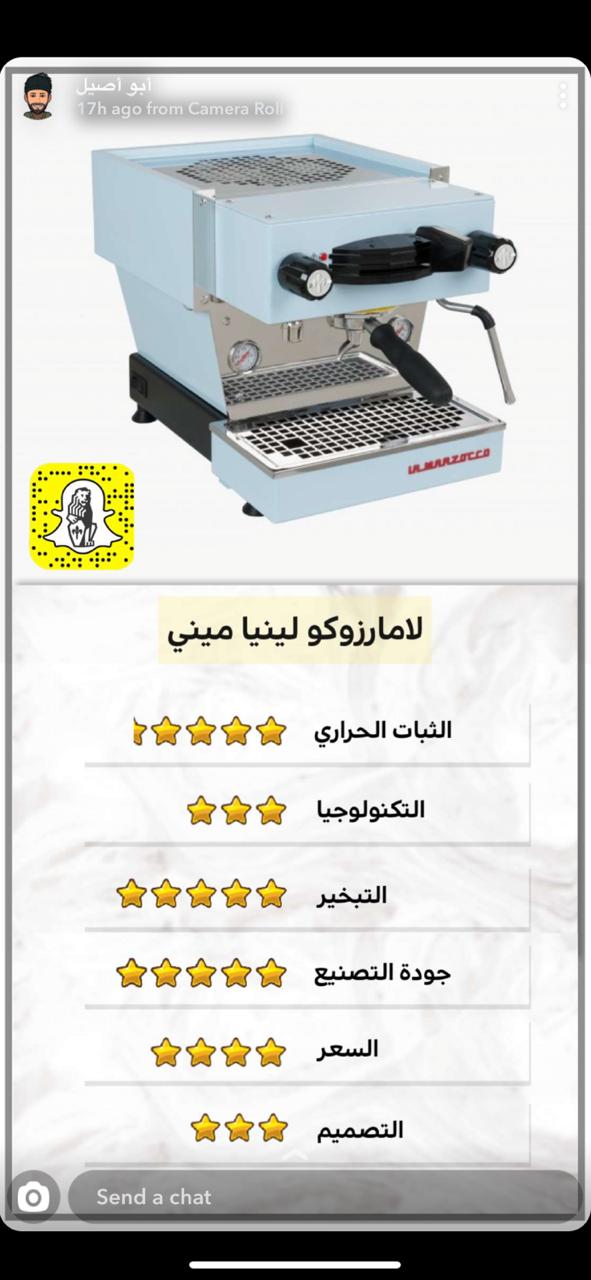 أبو أصيل
17h ago from Camera Roll
LA MARZOCCO
لامارزوكو لينيا ميني
الثبات الحراري
التكنولوجيا
التبخير
جودة التصنيع
السعر
التصميم
Send a chat